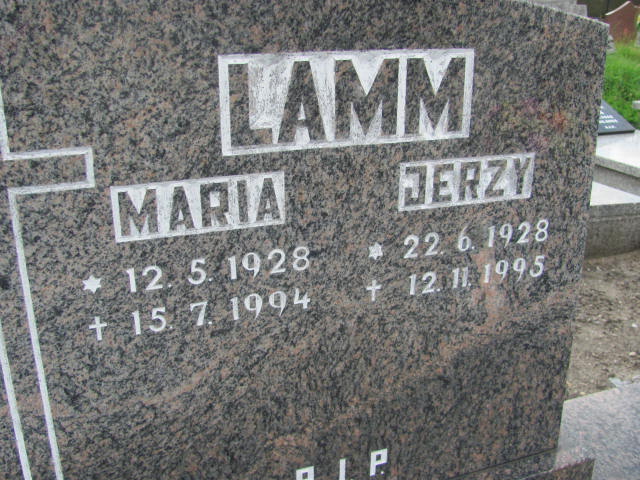 LAMM
MARIA
* 12. 5. 1928
+ 15. 7. 1994
JERZY
* 22. 6. 1928
+ 12. 11. 1995
R. I. P.